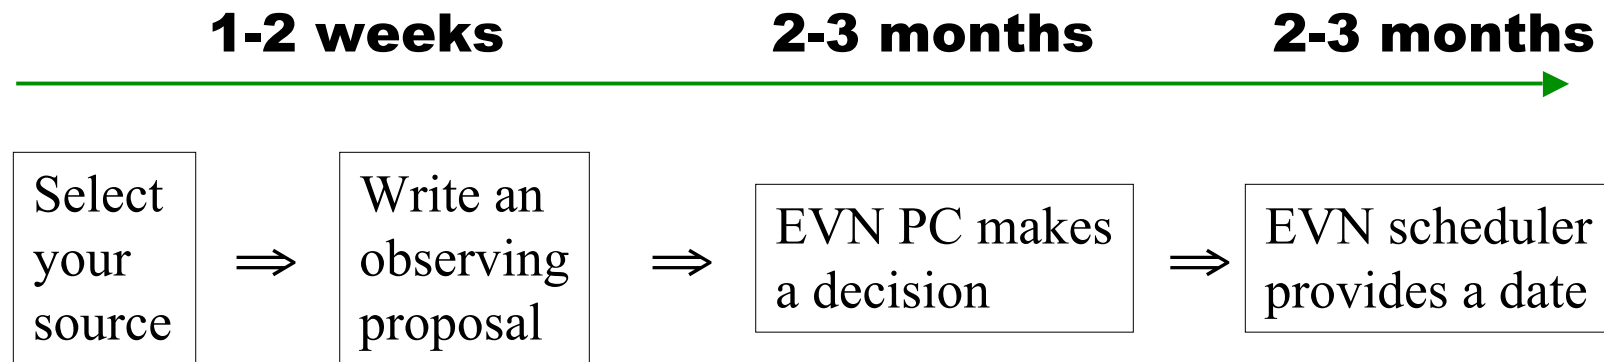 1-2 weeks
2-3 months
2-3 months
Select
your
source
⇒
Write an
observing
proposal
⇒
EVN PC makes
a decision
⇒
EVN scheduler
provides a date